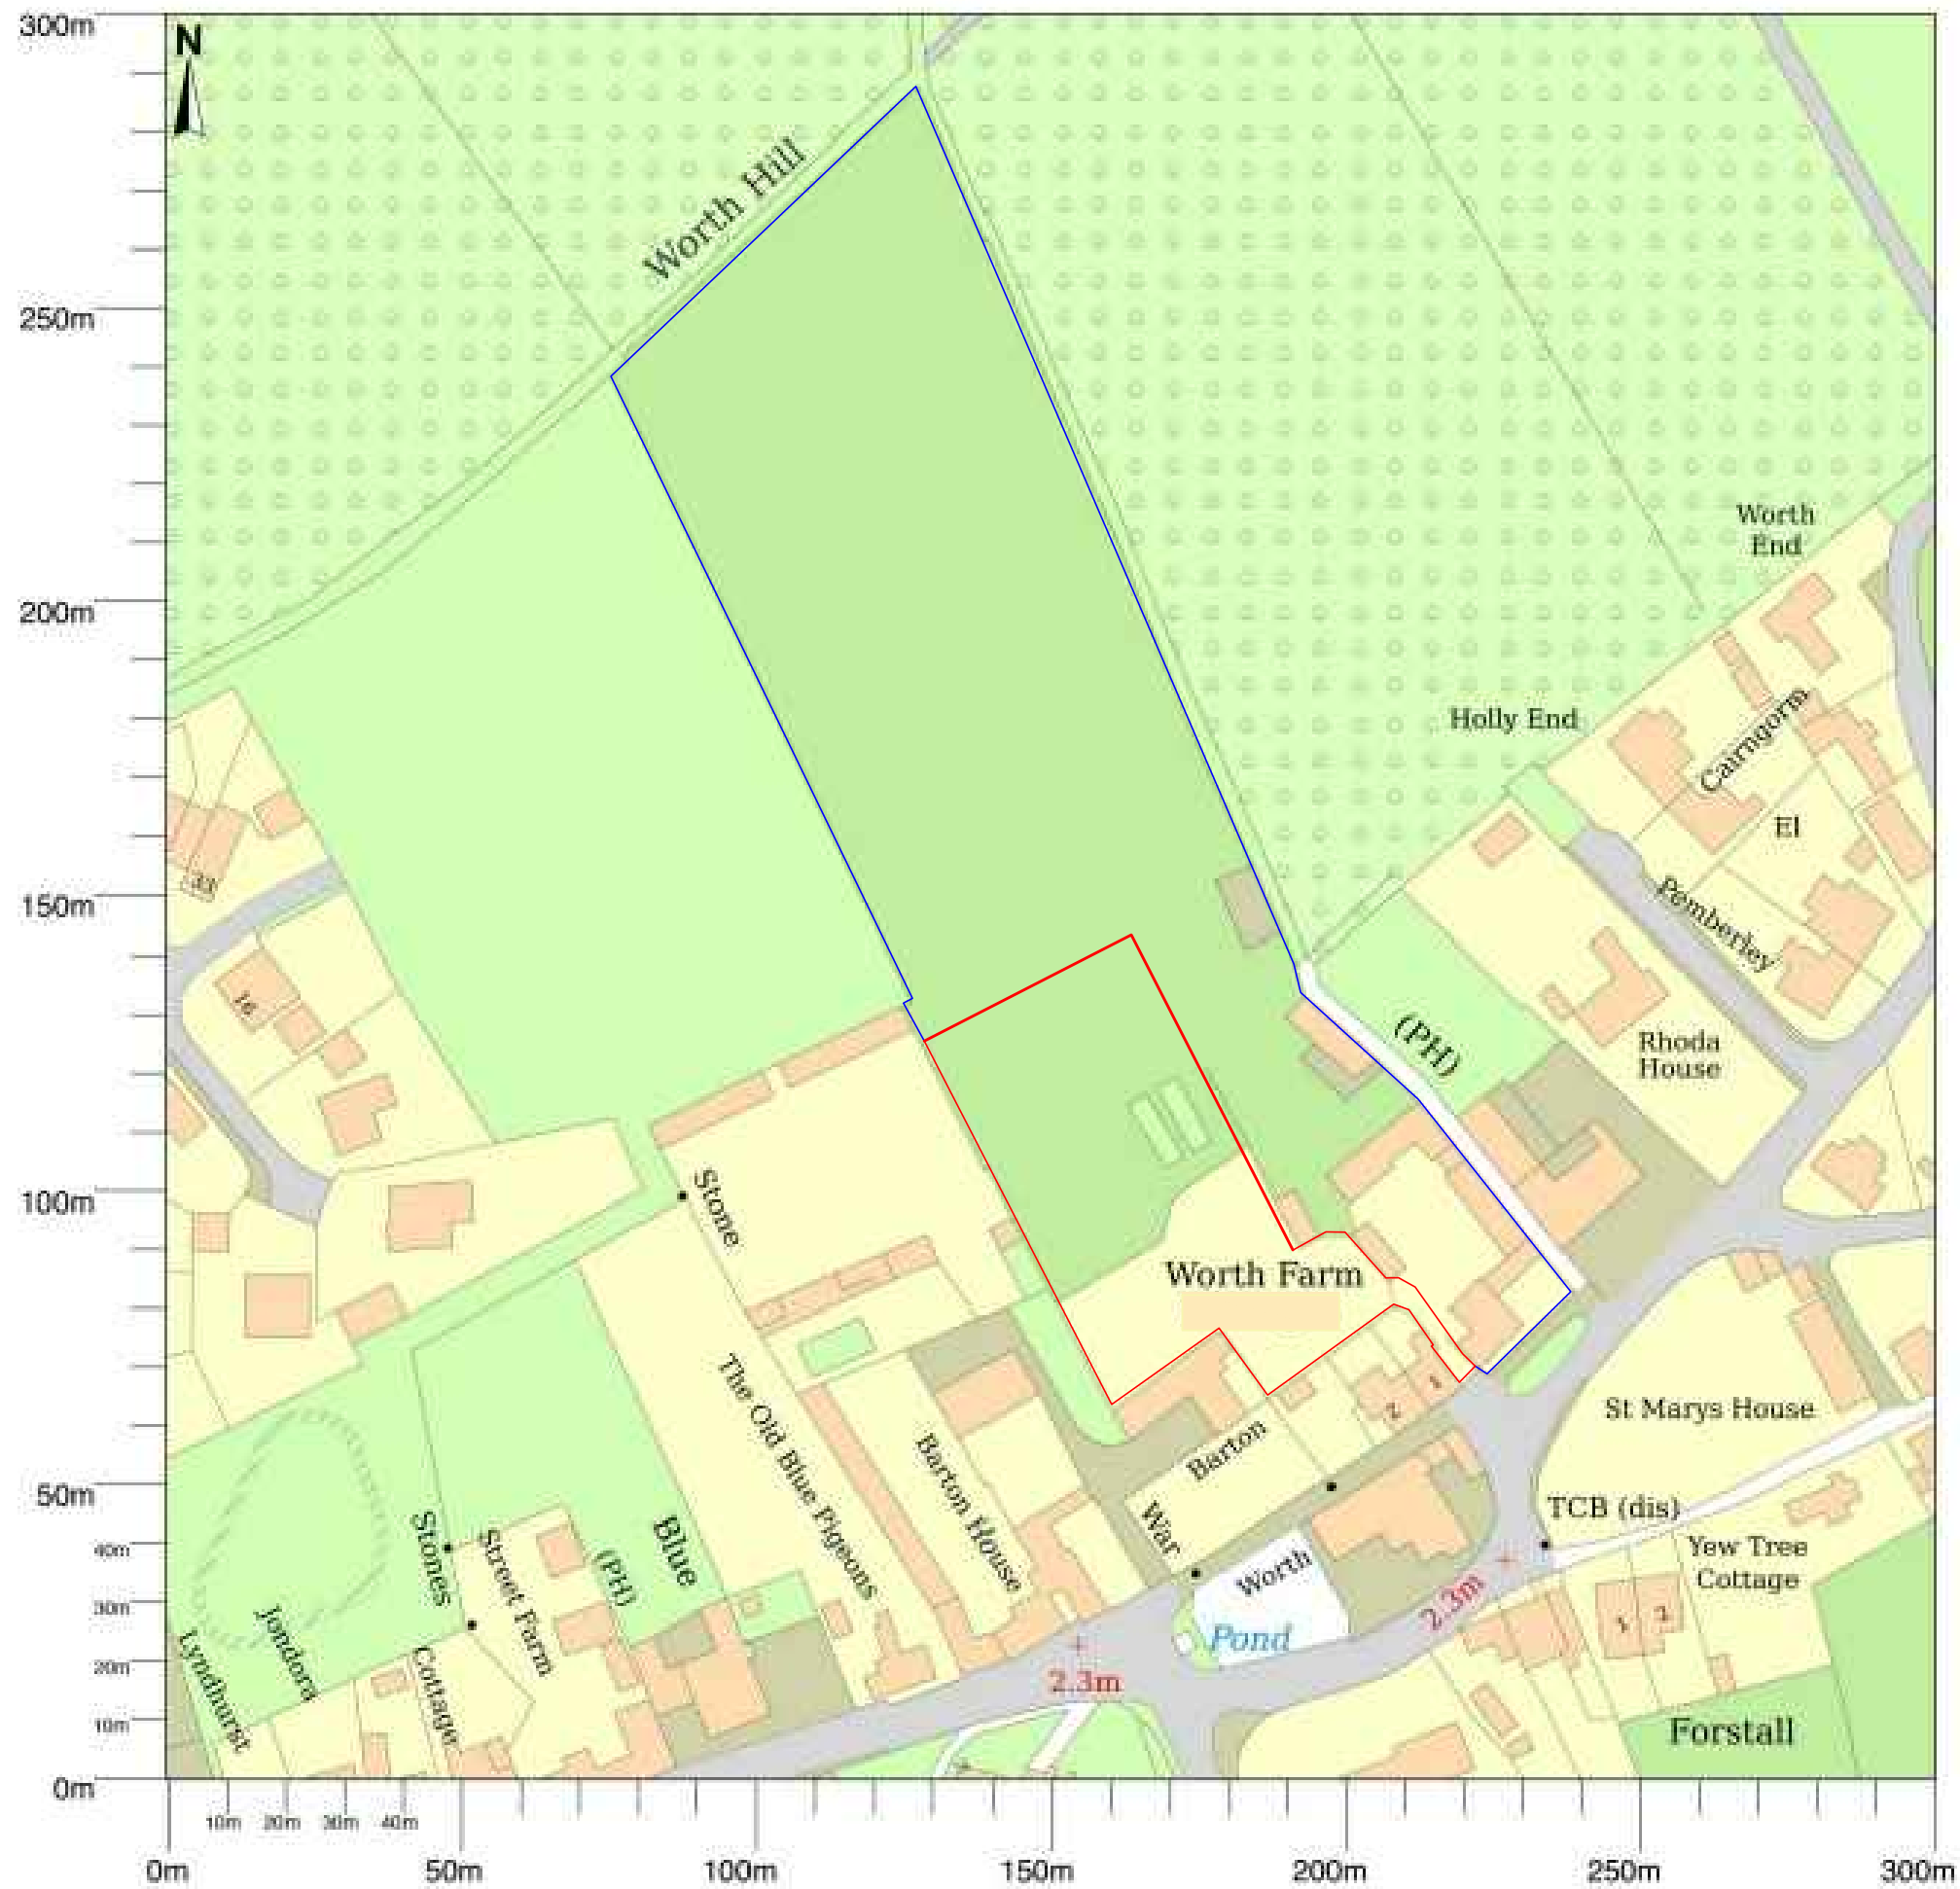 300m
N
Worth Hill
250m
Worth
End
200m
Holly End
Cairngorm
El
33
150m
Pemberley
16
(PH)
Rhoda
House
Stone
100m
Worth Farm
The Old Blue Pigeons
1
2
St Marys House
Barton
Barton House
50m
War
TCB (dis)
Stones
Street Farm
(PH)
Blue
40m
Worth
Yew Tree
Cottage
2.3m
30m
Jondora
1
2
Pond
Lyndhurst
Cottage
20m
2.3m
10m
Forstall
0m
10m 20m 30m 40m
0m 50m 100m 150m 200m 250m 300m